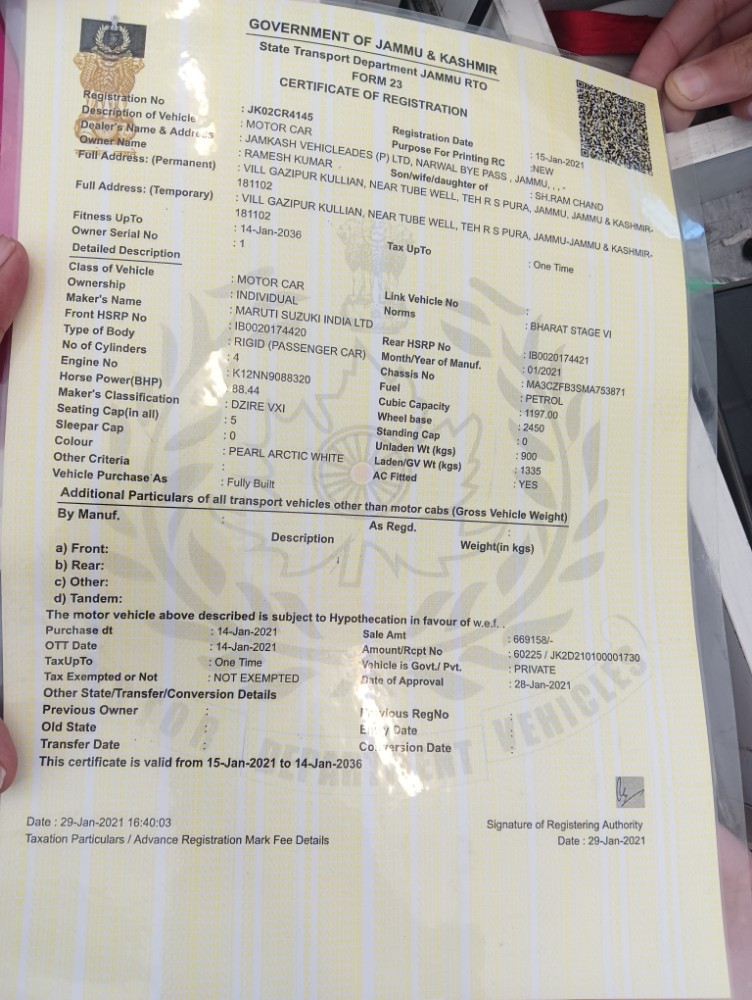 GOVERNMENT OF JAMMU & KASHMIR
State Transport Department JAMMU RTO
FORM 23
CERTIFICATE OF REGISTRATION
Registration No : JK02CR4145 Registration Date : 15-Jan-2021
Description of Vehicle : MOTOR CAR Purpose For Printing RC :NEW
Dealer's Name & Address : JAMKASH VEHICLEADES (P) LTD, NARWAL BYE PASS , JAMMU, , , -
Owner Name : RAMESH KUMAR Son/wife/daughter of : SH.RAM CHAND
Full Address: (Permanent) : VILL GAZIPUR KULLIAN, NEAR TUBE WELL, TEH R S PURA, JAMMU, JAMMU & KASHMIR-
181102
Full Address: (Temporary) : VILL GAZIPUR KULLIAN, NEAR TUBE WELL, TEH R S PURA, JAMMU-JAMMU & KASHMIR-
181102
Fitness UpTo : 14-Jan-2036 Tax UpTo : One Time
Owner Serial No : 1
Detailed Description
Class of Vehicle : MOTOR CAR Link Vehicle No :
Ownership : INDIVIDUAL Norms : BHARAT STAGE VI
Maker's Name : MARUTI SUZUKI INDIA LTD
Front HSRP No : IB0020174420 Rear HSRP No : IB0020174421
Type of Body : RIGID (PASSENGER CAR) Month/Year of Manuf. : 01/2021
No of Cylinders : 4 Chassis No : MA3CZFB3SMA753871
Engine No : K12NN9088320 Fuel : PETROL
Horse Power(BHP) : 88.44 Cubic Capacity : 1197.00
Maker's Classification : DZIRE VXI Wheel base : 2450
Seating Cap(in all) : 5 Standing Cap : 0
Sleepar Cap : 0 Unladen Wt (kgs) : 900
Colour : PEARL ARCTIC WHITE Laden/GV Wt (kgs) : 1335
Other Criteria : AC Fitted : YES
Vehicle Purchase As : Fully Built
Additional Particulars of all transport vehicles other than motor cabs (Gross Vehicle Weight)
By Manuf. : As Regd. :
Description Weight(in kgs)
a) Front:
b) Rear:
c) Other:
d) Tandem:
The motor vehicle above described is subject to Hypothecation in favour of w.e.f. .
Purchase dt : 14-Jan-2021 Sale Amt : 669158/-
OTT Date : 14-Jan-2021 Amount/Rcpt No : 60225 / JK2D210100001730
TaxUpTo : One Time Vehicle is Govt./ Pvt. : PRIVATE
Tax Exempted or Not : NOT EXEMPTED Date of Approval : 28-Jan-2021
Other State/Transfer/Conversion Details
Previous Owner : Previous RegNo :
Old State : Entry Date :
Transfer Date : Conversion Date :
This certificate is valid from 15-Jan-2021 to 14-Jan-2036
Date : 29-Jan-2021 16:40:03 Signature of Registering Authority
Taxation Particulars / Advance Registration Mark Fee Details Date : 29-Jan-2021
MOTOR DEPARTMENT VEHICLES